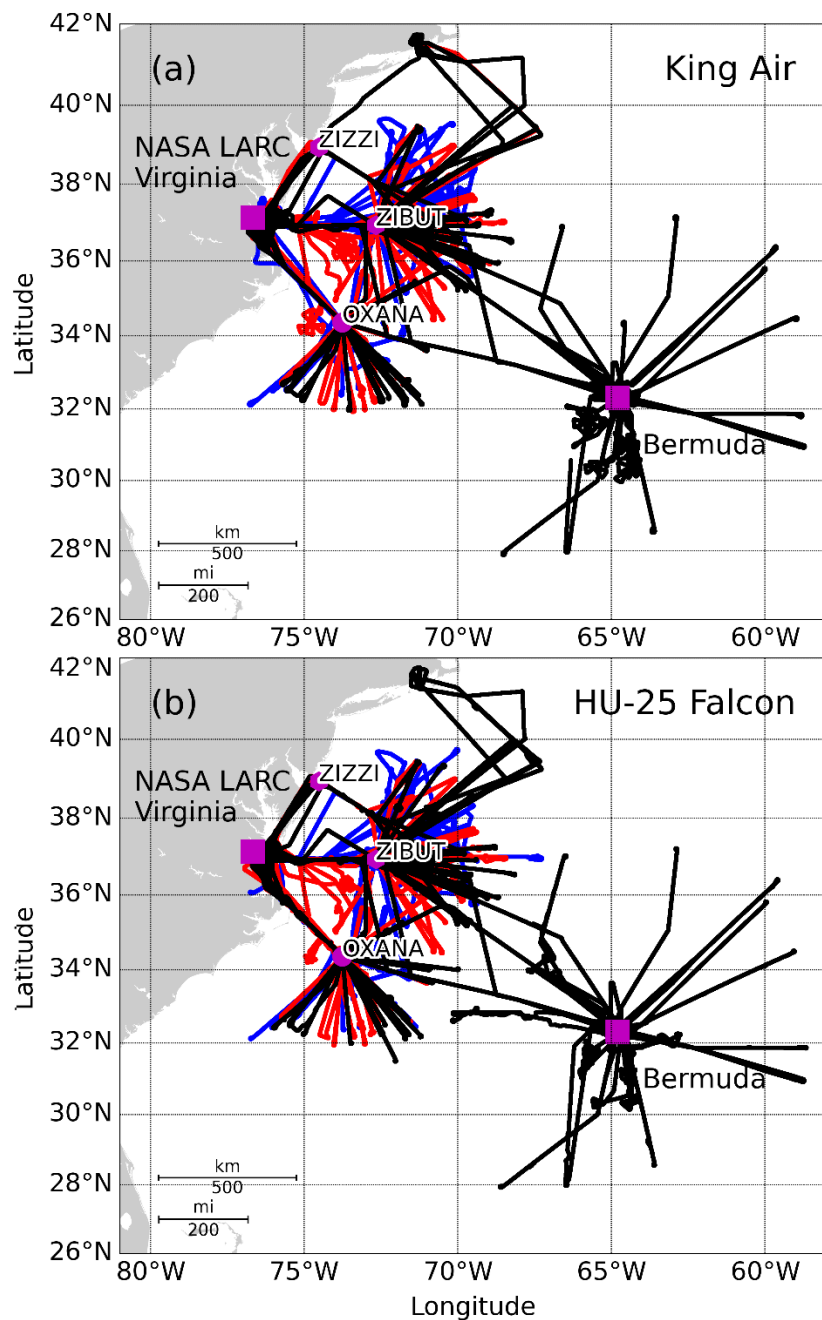 42°N
(a)
King Air
40°N
ZIZZI
NASA LARC
Virginia
38°N
ZIBUT
36°N
Latitude
OXANA
34°N
32°N
Bermuda
30°N
km
500
28°N
mi
200
26°N
80°W 75°W 70°W 65°W 60°W
42°N
(b)
HU-25 Falcon
40°N
ZIZZI
NASA LARC
Virginia
38°N
ZIBUT
36°N
Latitude
OXANA
34°N
32°N
Bermuda
30°N
km
500
28°N
mi
200
26°N
80°W 75°W 70°W 65°W 60°W
Longitude